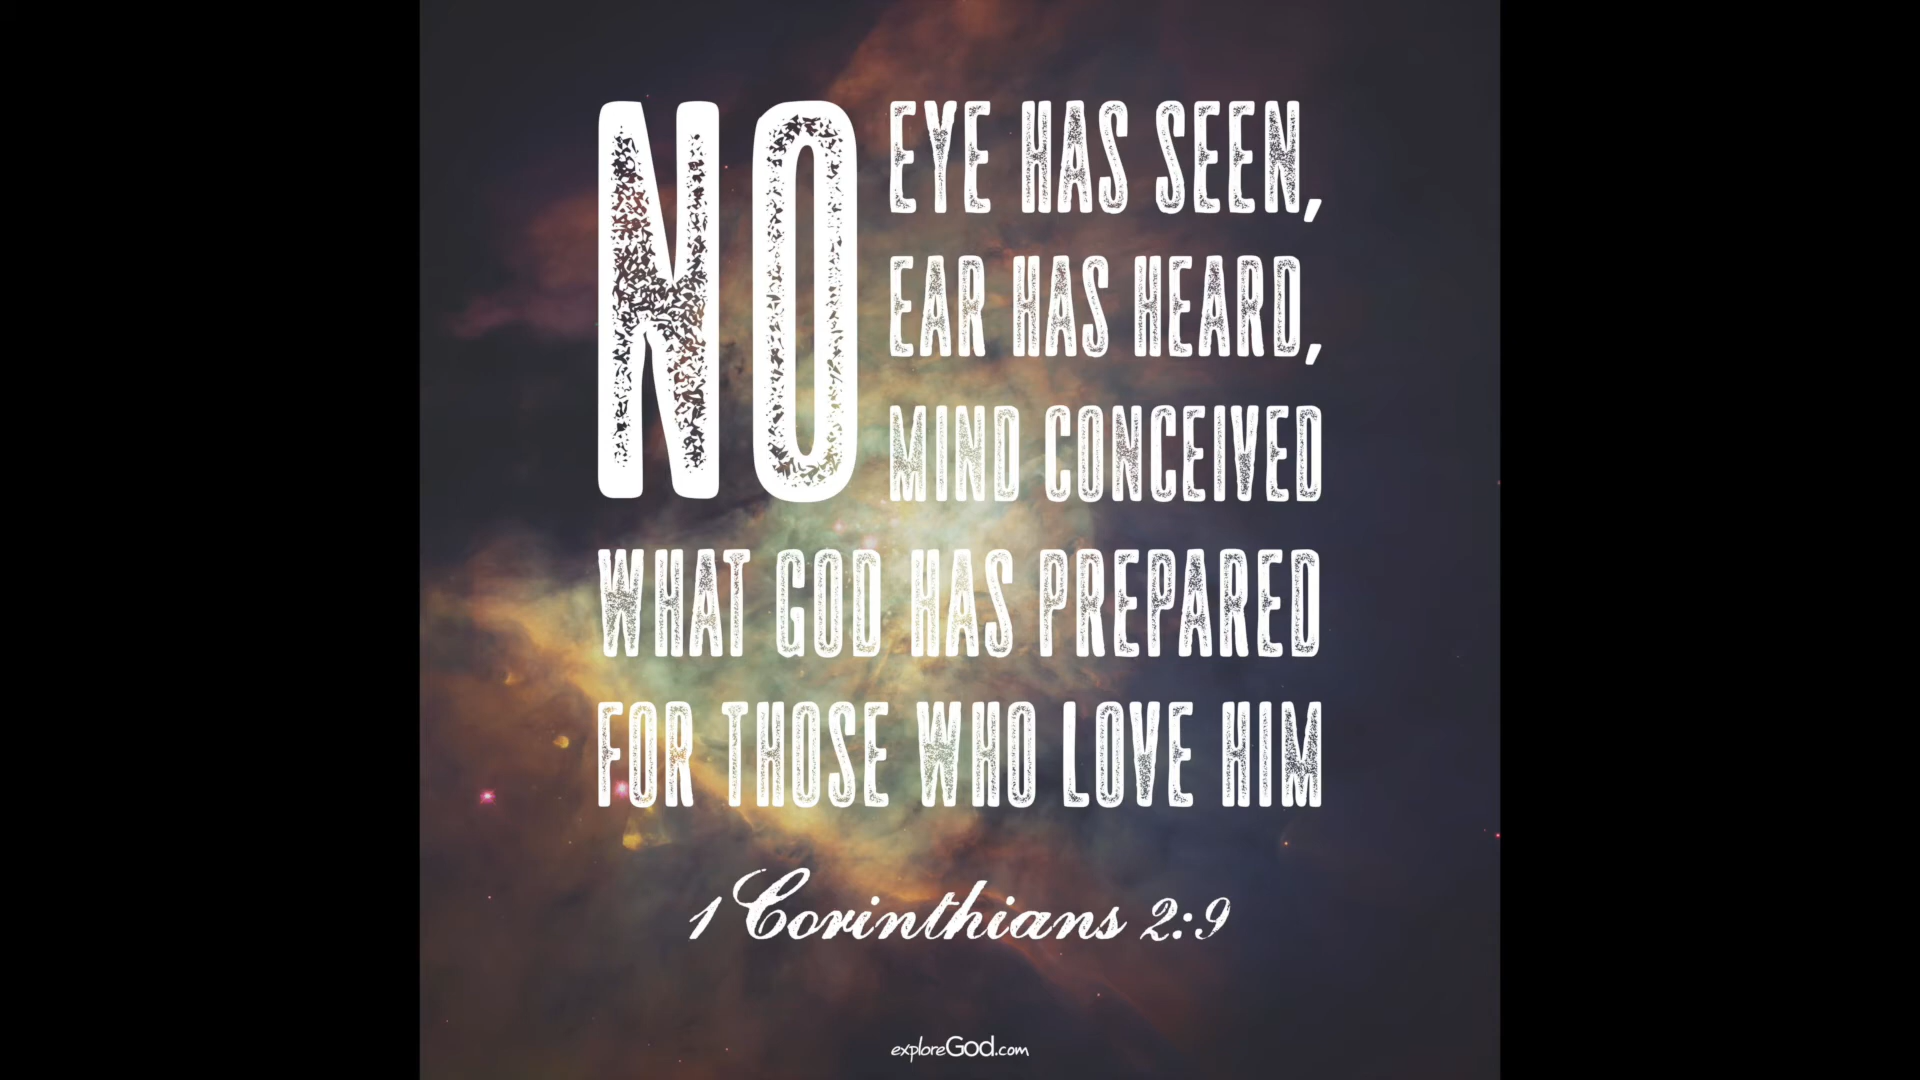 NO EYE HAS SEEN,
EAR HAS HEARD,
MIND CONCEIVED
WHAT GOD HAS PREPARED
FOR THOSE WHO LOVE HIM
1 Corinthians 2:9
exploreGod.com